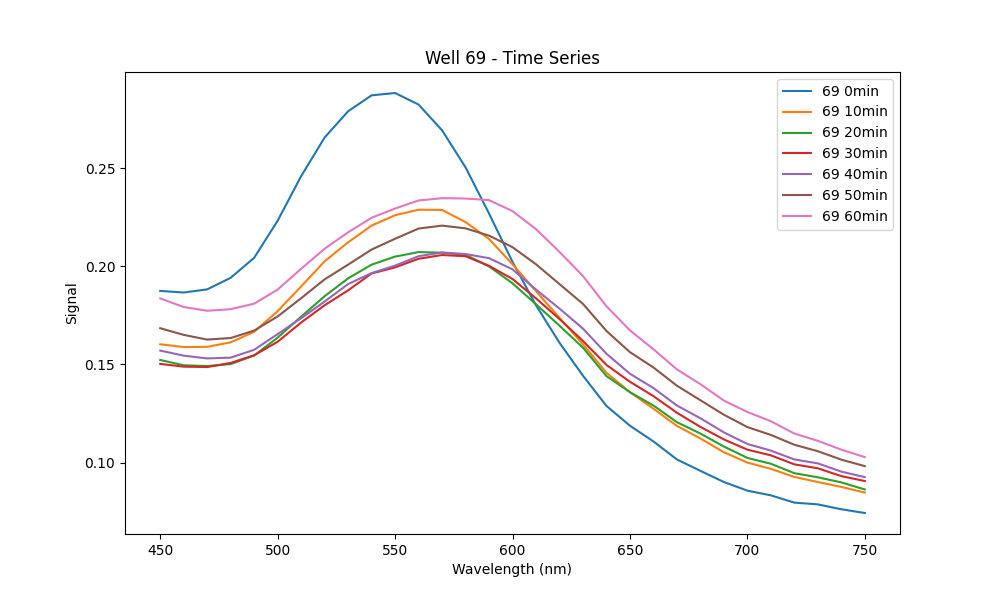 Well 69 - Time Series
69 0min
69 10min
69 20min
69 30min
69 40min
69 50min
69 60min
Signal
0.25
0.20
0.15
0.10
450 500 550 600 650 700 750
Wavelength (nm)